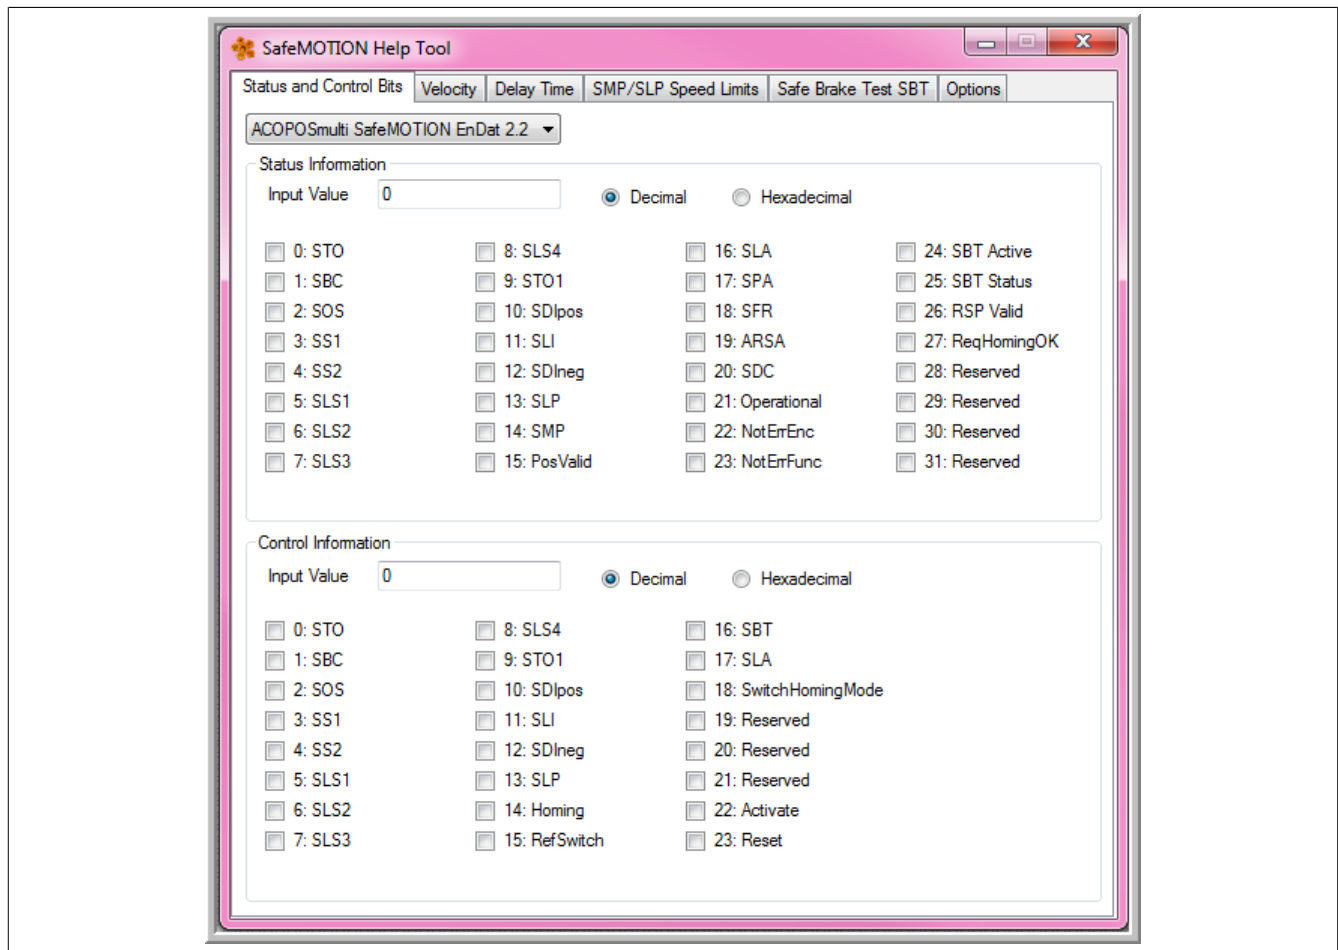 SafeMOTION Help Tool
Status and Control Bits Velocity Delay Time SMP/SLP Speed Limits Safe Brake Test SBT Options
ACOPOSmulti SafeMOTION EnDat 2.2
Status Information
Input Value 0 Decimal Hexadecimal
0: STO 8: SLS4 16: SLA 24: SBT Active
1: SBC 9: STO1 17: SPA 25: SBT Status
2: SOS 10: SDIpos 18: SFR 26: RSP Valid
3: SS1 11: SLI 19: ARSA 27: ReqHomingOK
4: SS2 12: SDIneg 20: SDC 28: Reserved
5: SLS1 13: SLP 21: Operational 29: Reserved
6: SLS2 14: SMP 22: NotErrEnc 30: Reserved
7: SLS3 15: PosValid 23: NotErrFunc 31: Reserved
Control Information
Input Value 0 Decimal Hexadecimal
0: STO 8: SLS4 16: SBT
1: SBC 9: STO1 17: SLA
2: SOS 10: SDIpos 18: SwitchHomingMode
3: SS1 11: SLI 19: Reserved
4: SS2 12: SDIneg 20: Reserved
5: SLS1 13: SLP 21: Reserved
6: SLS2 14: Homing 22: Activate
7: SLS3 15: RefSwitch 23: Reset